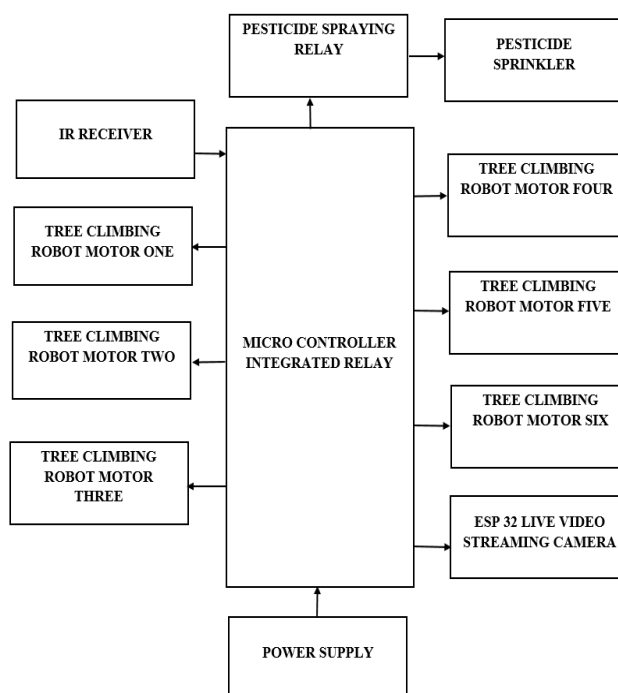 PESTICIDE SPRAYING
RELAY
PESTICIDE
SPRINKLER
IR RECEIVER
TREE CLIMBING
ROBOT MOTOR ONE
TREE CLIMBING
ROBOT MOTOR TWO
TREE CLIMBING
ROBOT MOTOR
THREE
MICRO CONTROLLER
INTEGRATED RELAY
TREE CLIMBING
ROBOT MOTOR FOUR
TREE CLIMBING
ROBOT MOTOR FIVE
TREE CLIMBING
ROBOT MOTOR SIX
ESP 32 LIVE VIDEO
STREAMING CAMERA
POWER SUPPLY